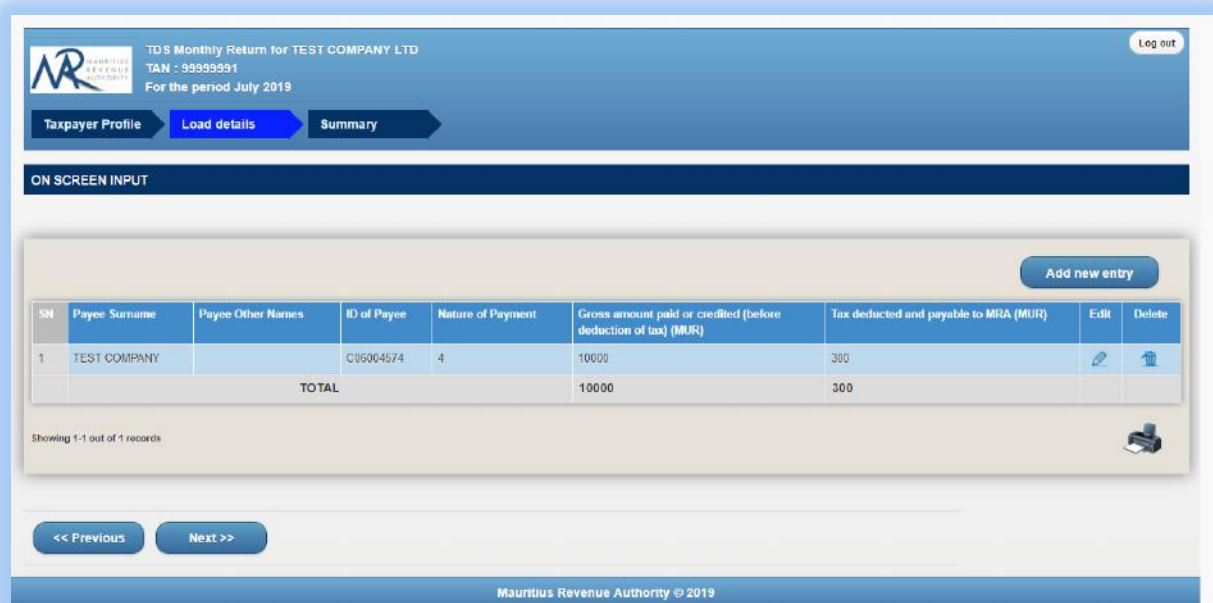 MAURITIUS
REVENUE
AUTHORITY
TDS Monthly Return for TEST COMPANY LTD
TAN : 99999991
For the period July 2019
Log out
Taxpayer Profile
Load details
Summary
ON SCREEN INPUT
Add new entry
SN Payee Surname Payee Other Names ID of Payee Nature of Payment Gross amount paid or credited (before deduction of tax) (MUR) Tax deducted and payable to MRA (MUR) Edit Delete
1 TEST COMPANY C06004574 4 10000 300
TOTAL 10000 300
Showing 1-1 out of 1 records
<< Previous
Next >>
Mauritius Revenue Authority © 2019